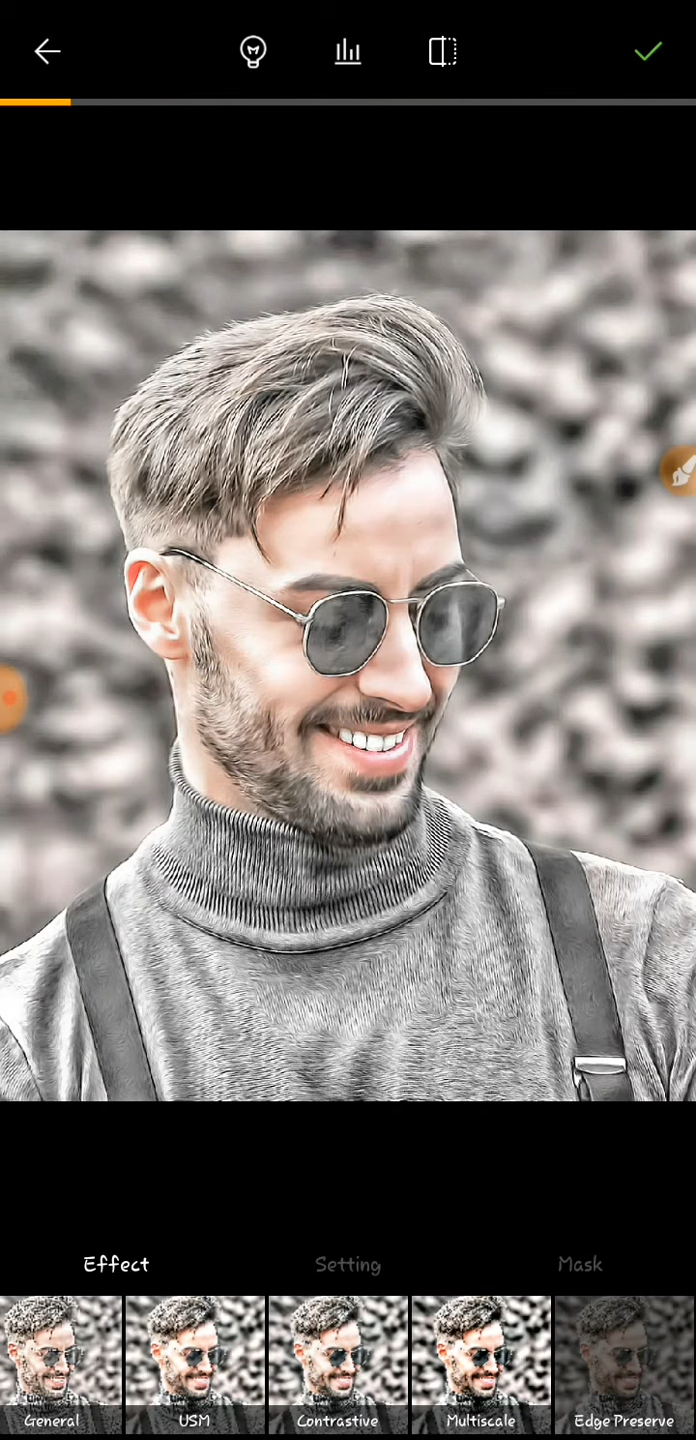 Effect
Setting
Mask
General
USM
Contrastive
Multiscale
Edge Preserve